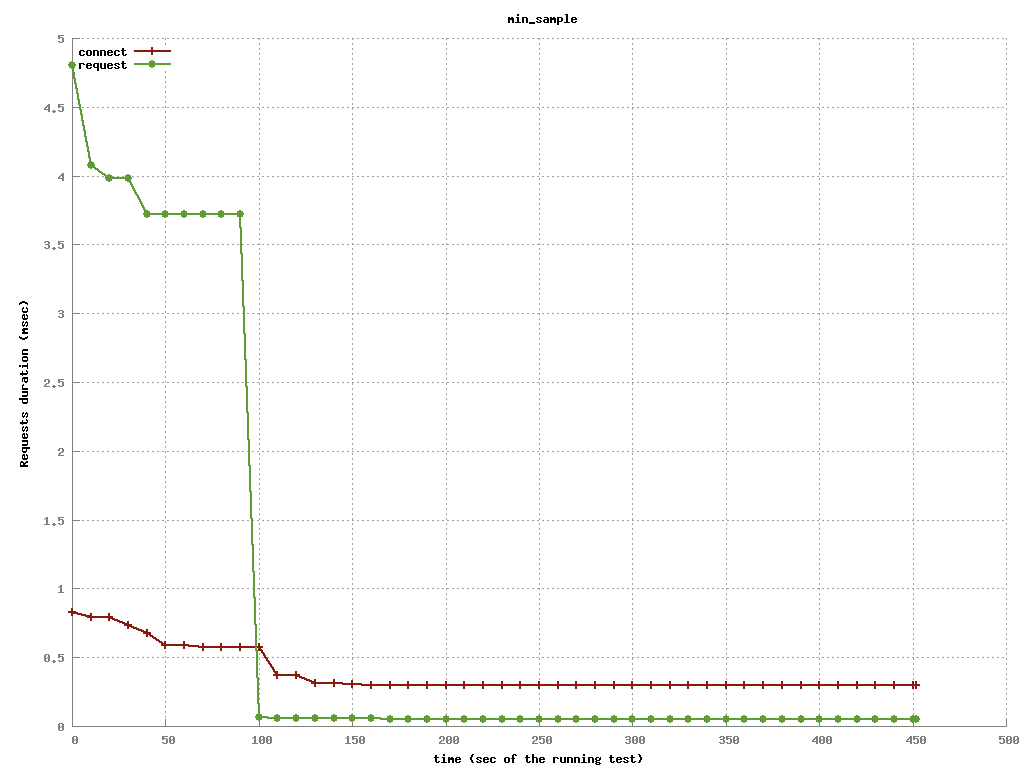 min_sample
connect
request
5
4.5
4
3.5
3
2.5
2
1.5
1
0.5
0
Requests duration (msec)
0 50 100 150 200 250 300 350 400 450 500
time (sec of the running test)